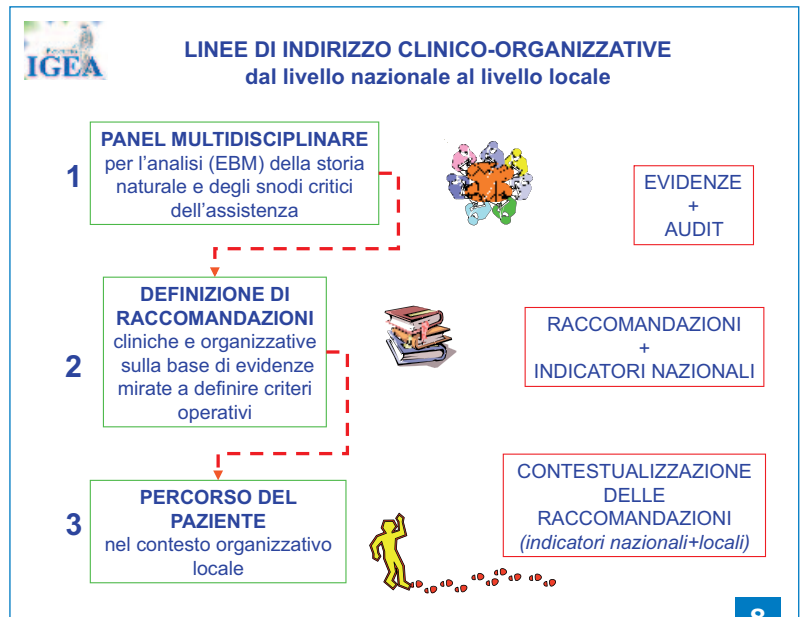 IGEA
LINEE DI INDIRIZZO CLINICO-ORGANIZZATIVE
dal livello nazionale al livello locale
1
PANEL MULTIDISCIPLINARE
per l'analisi (EBM) della storia
naturale e degli snodi critici
dell'assistenza
EVIDENZE
+
AUDIT
2
DEFINIZIONE DI
RACCOMANDAZIONI
cliniche e organizzative
sulla base di evidenze
mirate a definire criteri
operativi
RACCOMANDAZIONI
+
INDICATORI NAZIONALI
3
PERCORSO DEL
PAZIENTE
nel contesto organizzativo
locale
CONTESTUALIZZAZIONE
DELLE
RACCOMANDAZIONI
(indicatori nazionali+locali)
8